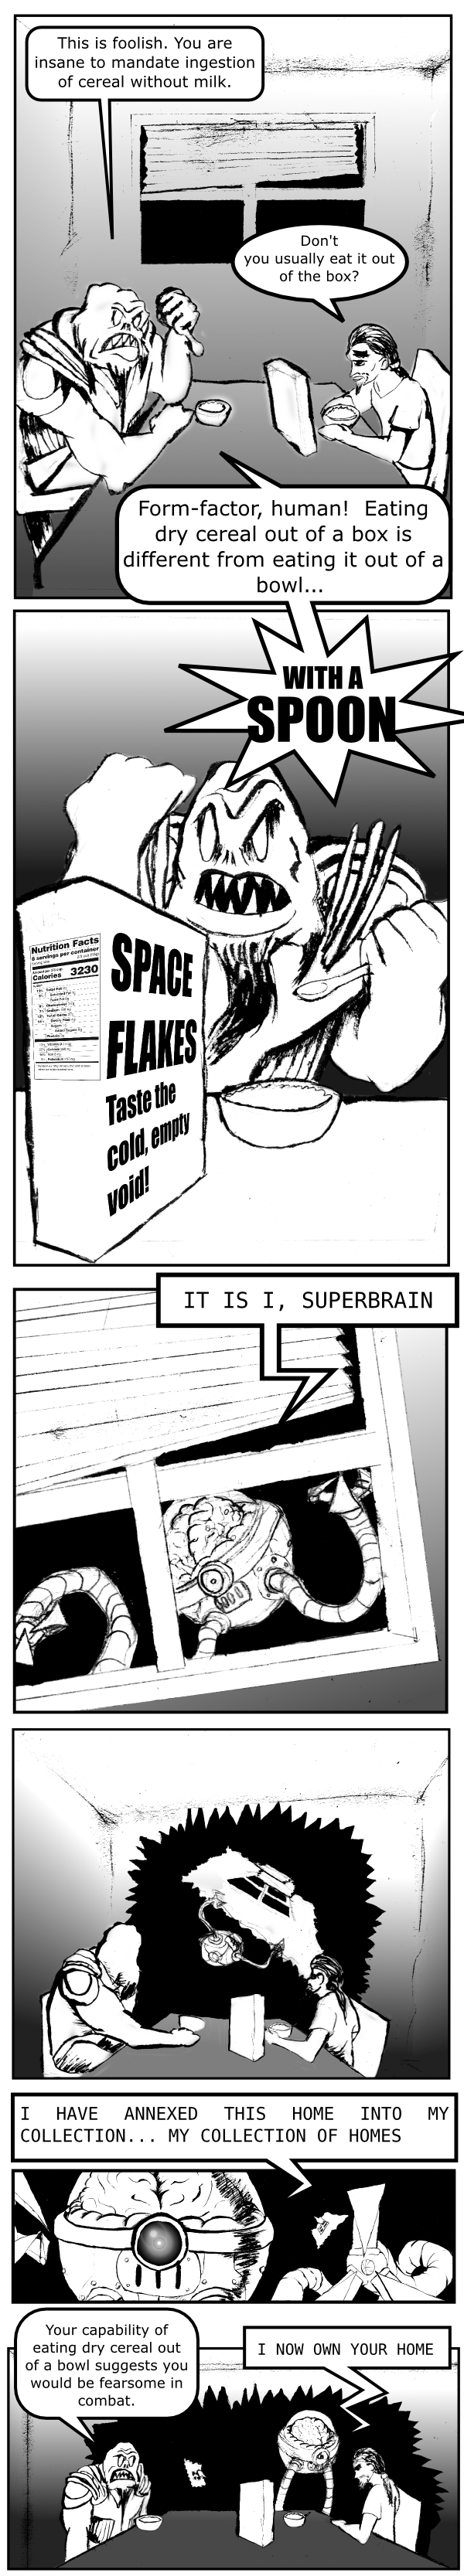 This is foolish. You are
insane to mandate ingestion
of cereal without milk.
Don't
you usually eat it out
of the box?
Form-factor, human! Eating
dry cereal out of a box is
different from eating it out of a
bowl...
WITH A
SPOON
Nutrition Facts
8 servings per container
Calories 3230
SPACE
FLAKES
Taste the
cold, empty
void!
IT IS I, SUPERBRAIN
I HAVE ANNEXED THIS HOME INTO MY
COLLECTION... MY COLLECTION OF HOMES
Your capability of
eating dry cereal out
of a bowl suggests you
would be fearsome in
combat.
I NOW OWN YOUR HOME